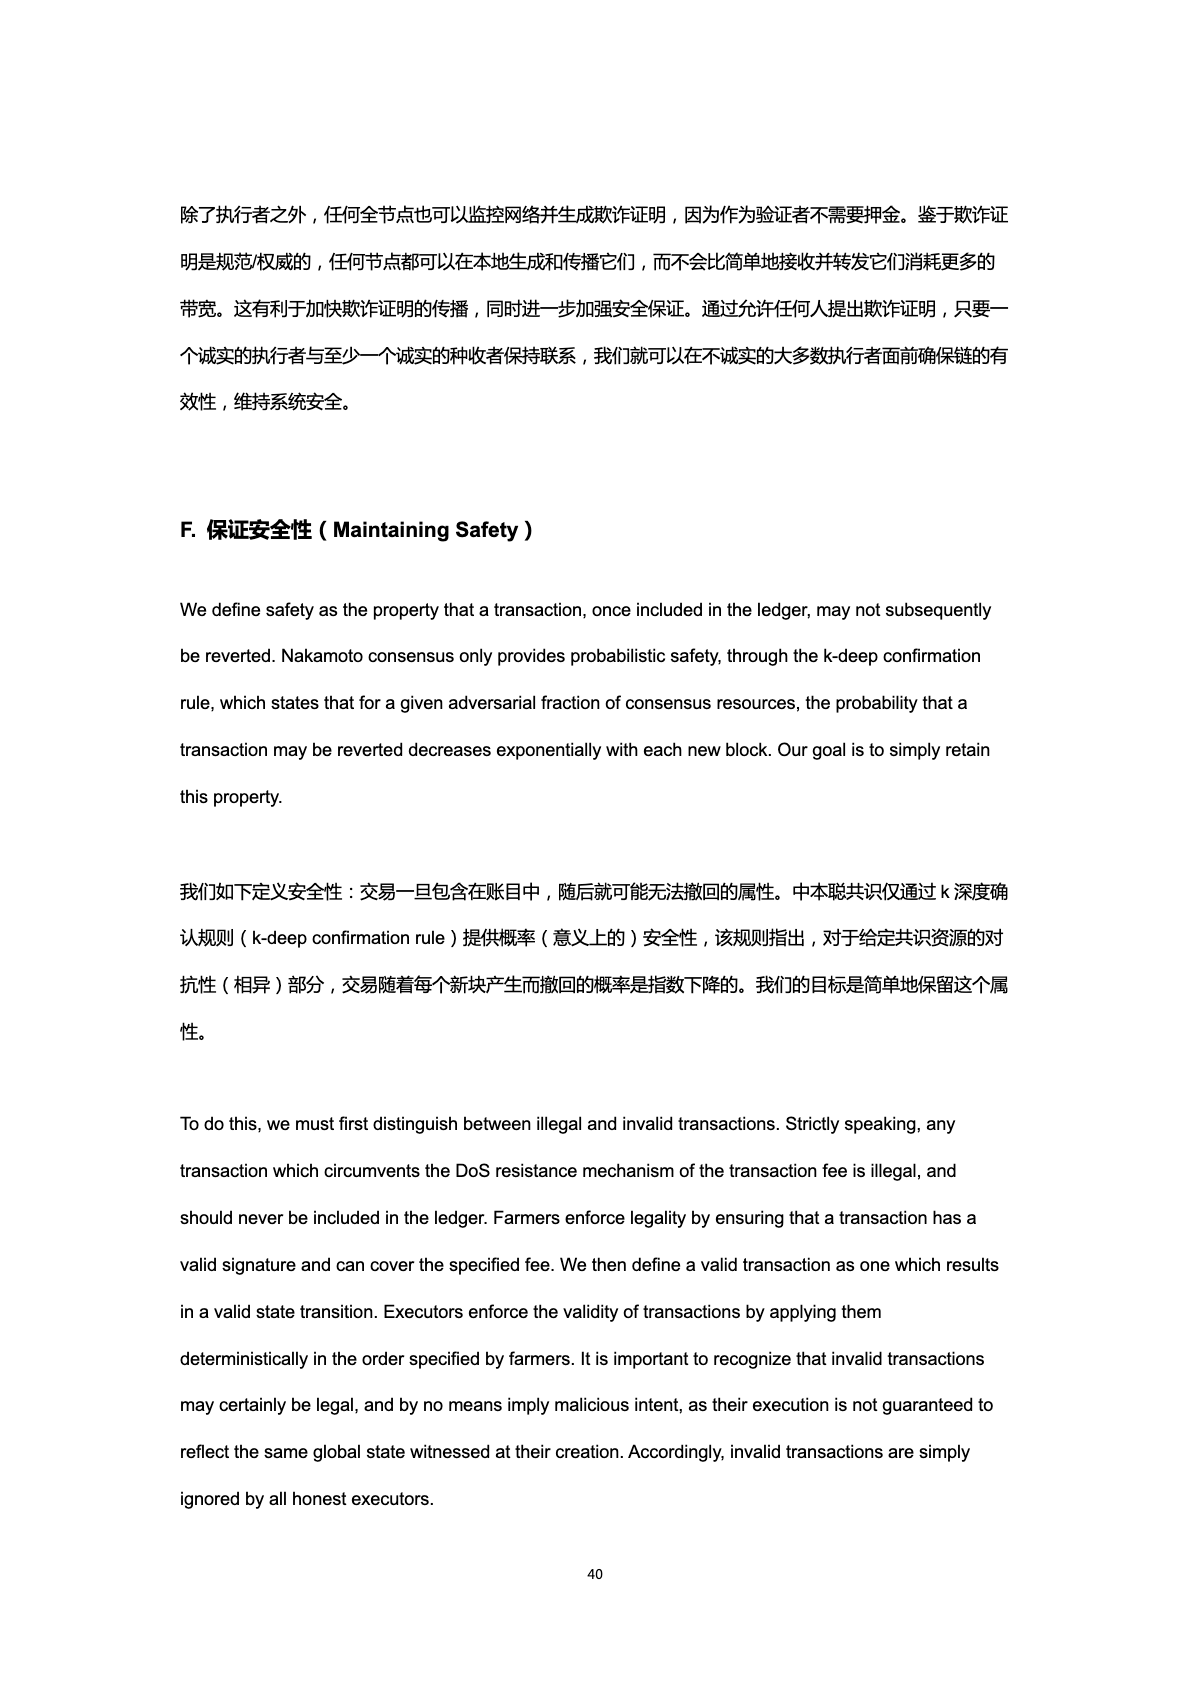 除了执行者之外，任何全节点也可以监控网络并生成欺诈证明，因为作为验证者不需要押金。鉴于欺诈证
明是规范/权威的，任何节点都可以在本地生成和传播它们，而不会比简单地接收并转发它们消耗更多的
带宽。这有利于加快欺诈证明的传播，同时进一步加强安全保证。通过允许任何人提出欺诈证明，只要一
个诚实的执行者与至少一个诚实的种收者保持联系，我们就可以在不诚实的大多数执行者面前确保链的有
效性，维持系统安全。
F. 保证安全性（Maintaining Safety）
We define safety as the property that a transaction, once included in the ledger, may not subsequently
be reverted. Nakamoto consensus only provides probabilistic safety, through the k-deep confirmation
rule, which states that for a given adversarial fraction of consensus resources, the probability that a
transaction may be reverted decreases exponentially with each new block. Our goal is to simply retain
this property.
我们如下定义安全性：交易一旦包含在账目中，随后就可能无法撤回的属性。中本聪共识仅通过 k 深度确
认规则（k-deep confirmation rule）提供概率（意义上的）安全性，该规则指出，对于给定共识资源的对
抗性（相异）部分，交易随着每个新块产生而撤回的概率是指数下降的。我们的目标是简单地保留这个属
性。
To do this, we must first distinguish between illegal and invalid transactions. Strictly speaking, any
transaction which circumvents the DoS resistance mechanism of the transaction fee is illegal, and
should never be included in the ledger. Farmers enforce legality by ensuring that a transaction has a
valid signature and can cover the specified fee. We then define a valid transaction as one which results
in a valid state transition. Executors enforce the validity of transactions by applying them
deterministically in the order specified by farmers. It is important to recognize that invalid transactions
may certainly be legal, and by no means imply malicious intent, as their execution is not guaranteed to
reflect the same global state witnessed at their creation. Accordingly, invalid transactions are simply
ignored by all honest executors.
40